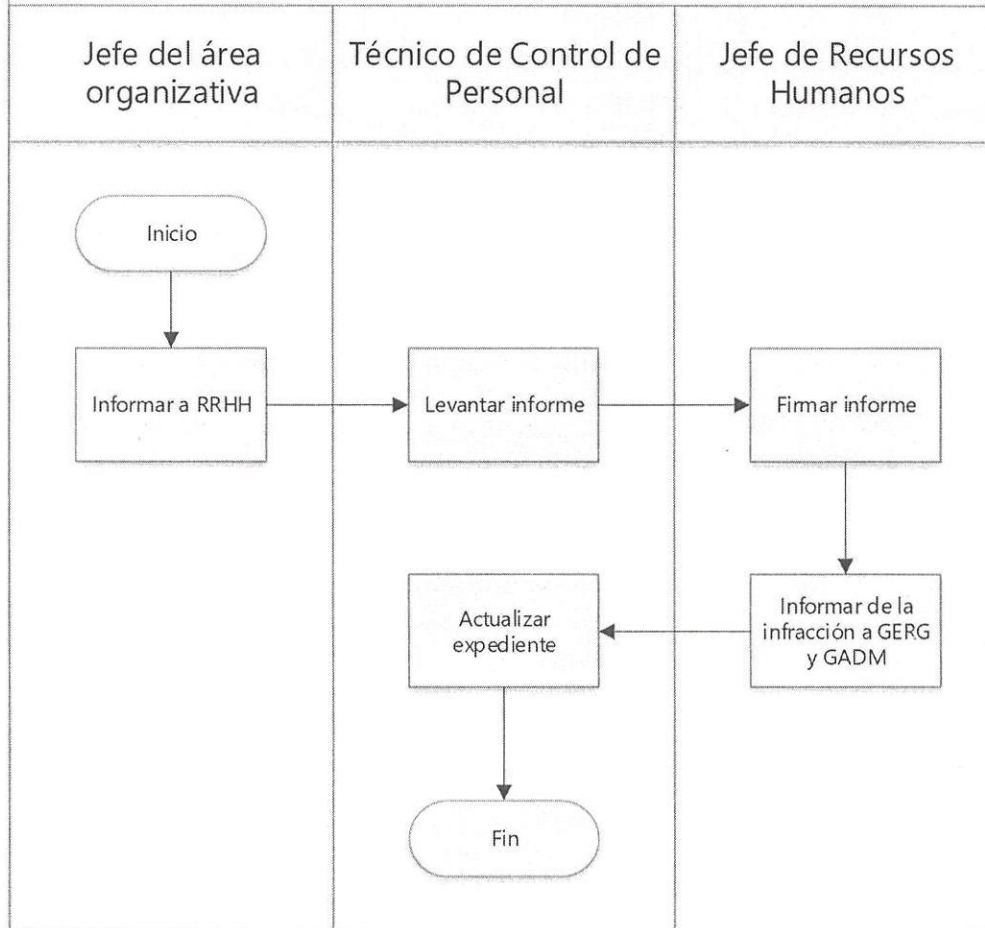 Jefe del área
organizativa
Técnico de Control de
Personal
Jefe de Recursos
Humanos
Inicio
Informar a RRHH
Levantar informe
Firmar informe
Informar de la
infracción a GERG
y GADM
Actualizar
expediente
Fin